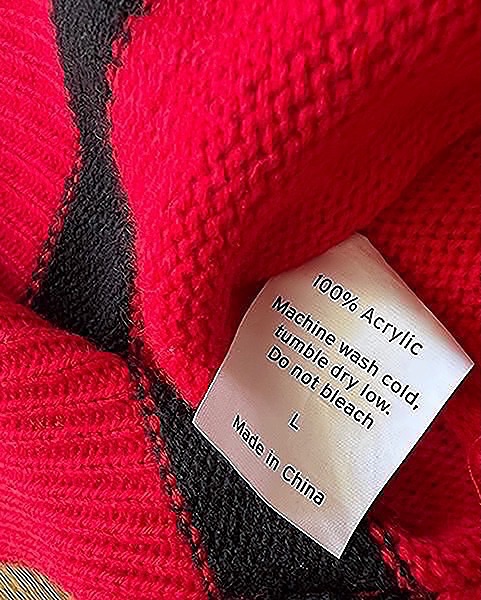 100% Acrylic
Machine wash cold,
tumble dry low.
Do not bleach
L
Made in China